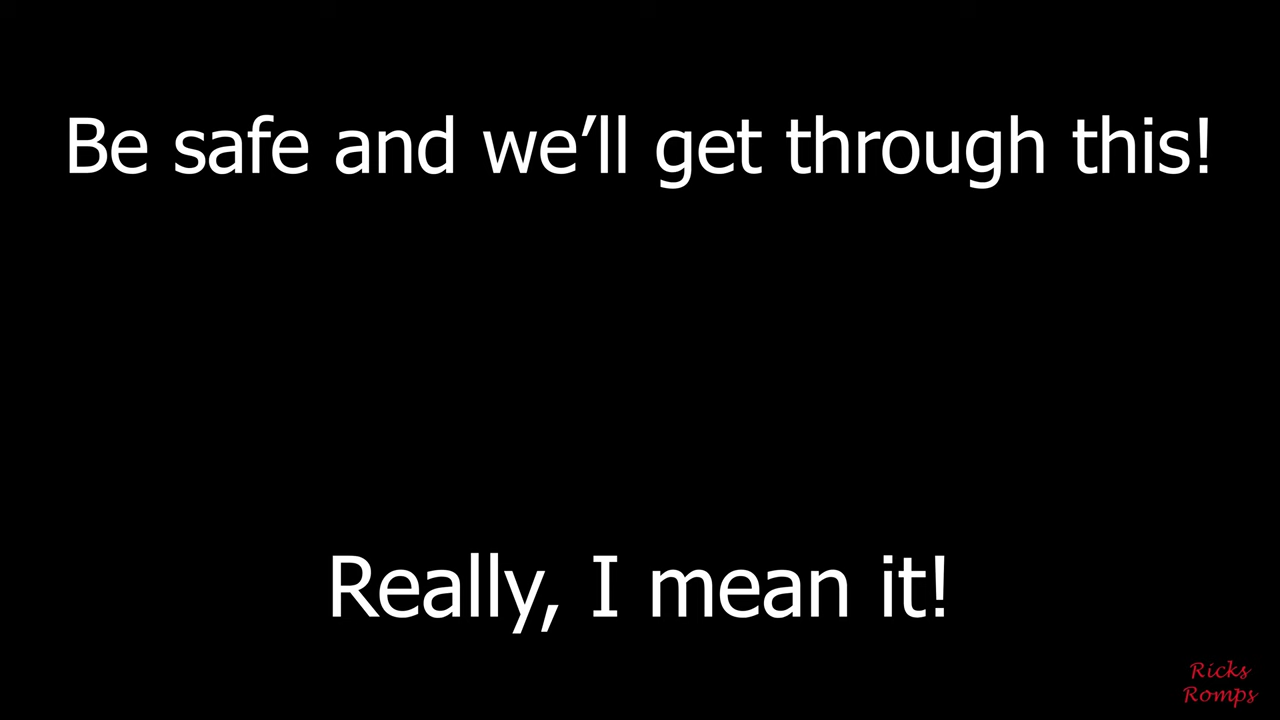 Be safe and we’ll get through this!
Really, I mean it!
Ricks
Romps